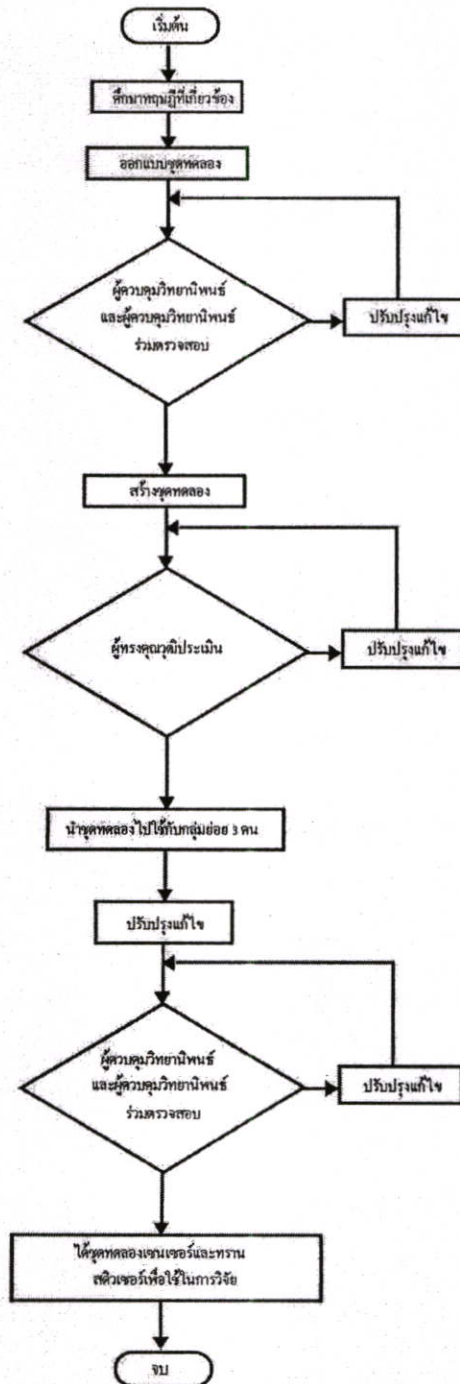 เริ่มต้น
ศึกษาทฤษฎีที่เกี่ยวข้อง
ออกแบบชุดทดลอง
ผู้ควบคุมวิทยานิพนธ์
และผู้ควบคุมวิทยานิพนธ์
ร่วมตรวจสอบ
ปรับปรุงแก้ไข
สร้างชุดทดลอง
ผู้ทรงคุณวุฒิประเมิน
ปรับปรุงแก้ไข
นำชุดทดลองไปใช้กับกลุ่มย่อย 3 คน
ปรับปรุงแก้ไข
ผู้ควบคุมวิทยานิพนธ์
และผู้ควบคุมวิทยานิพนธ์
ร่วมตรวจสอบ
ปรับปรุงแก้ไข
ได้ชุดทดลองเซนเซอร์และทราน
สดิวเซอร์เพื่อใช้ในการวิจัย
จบ